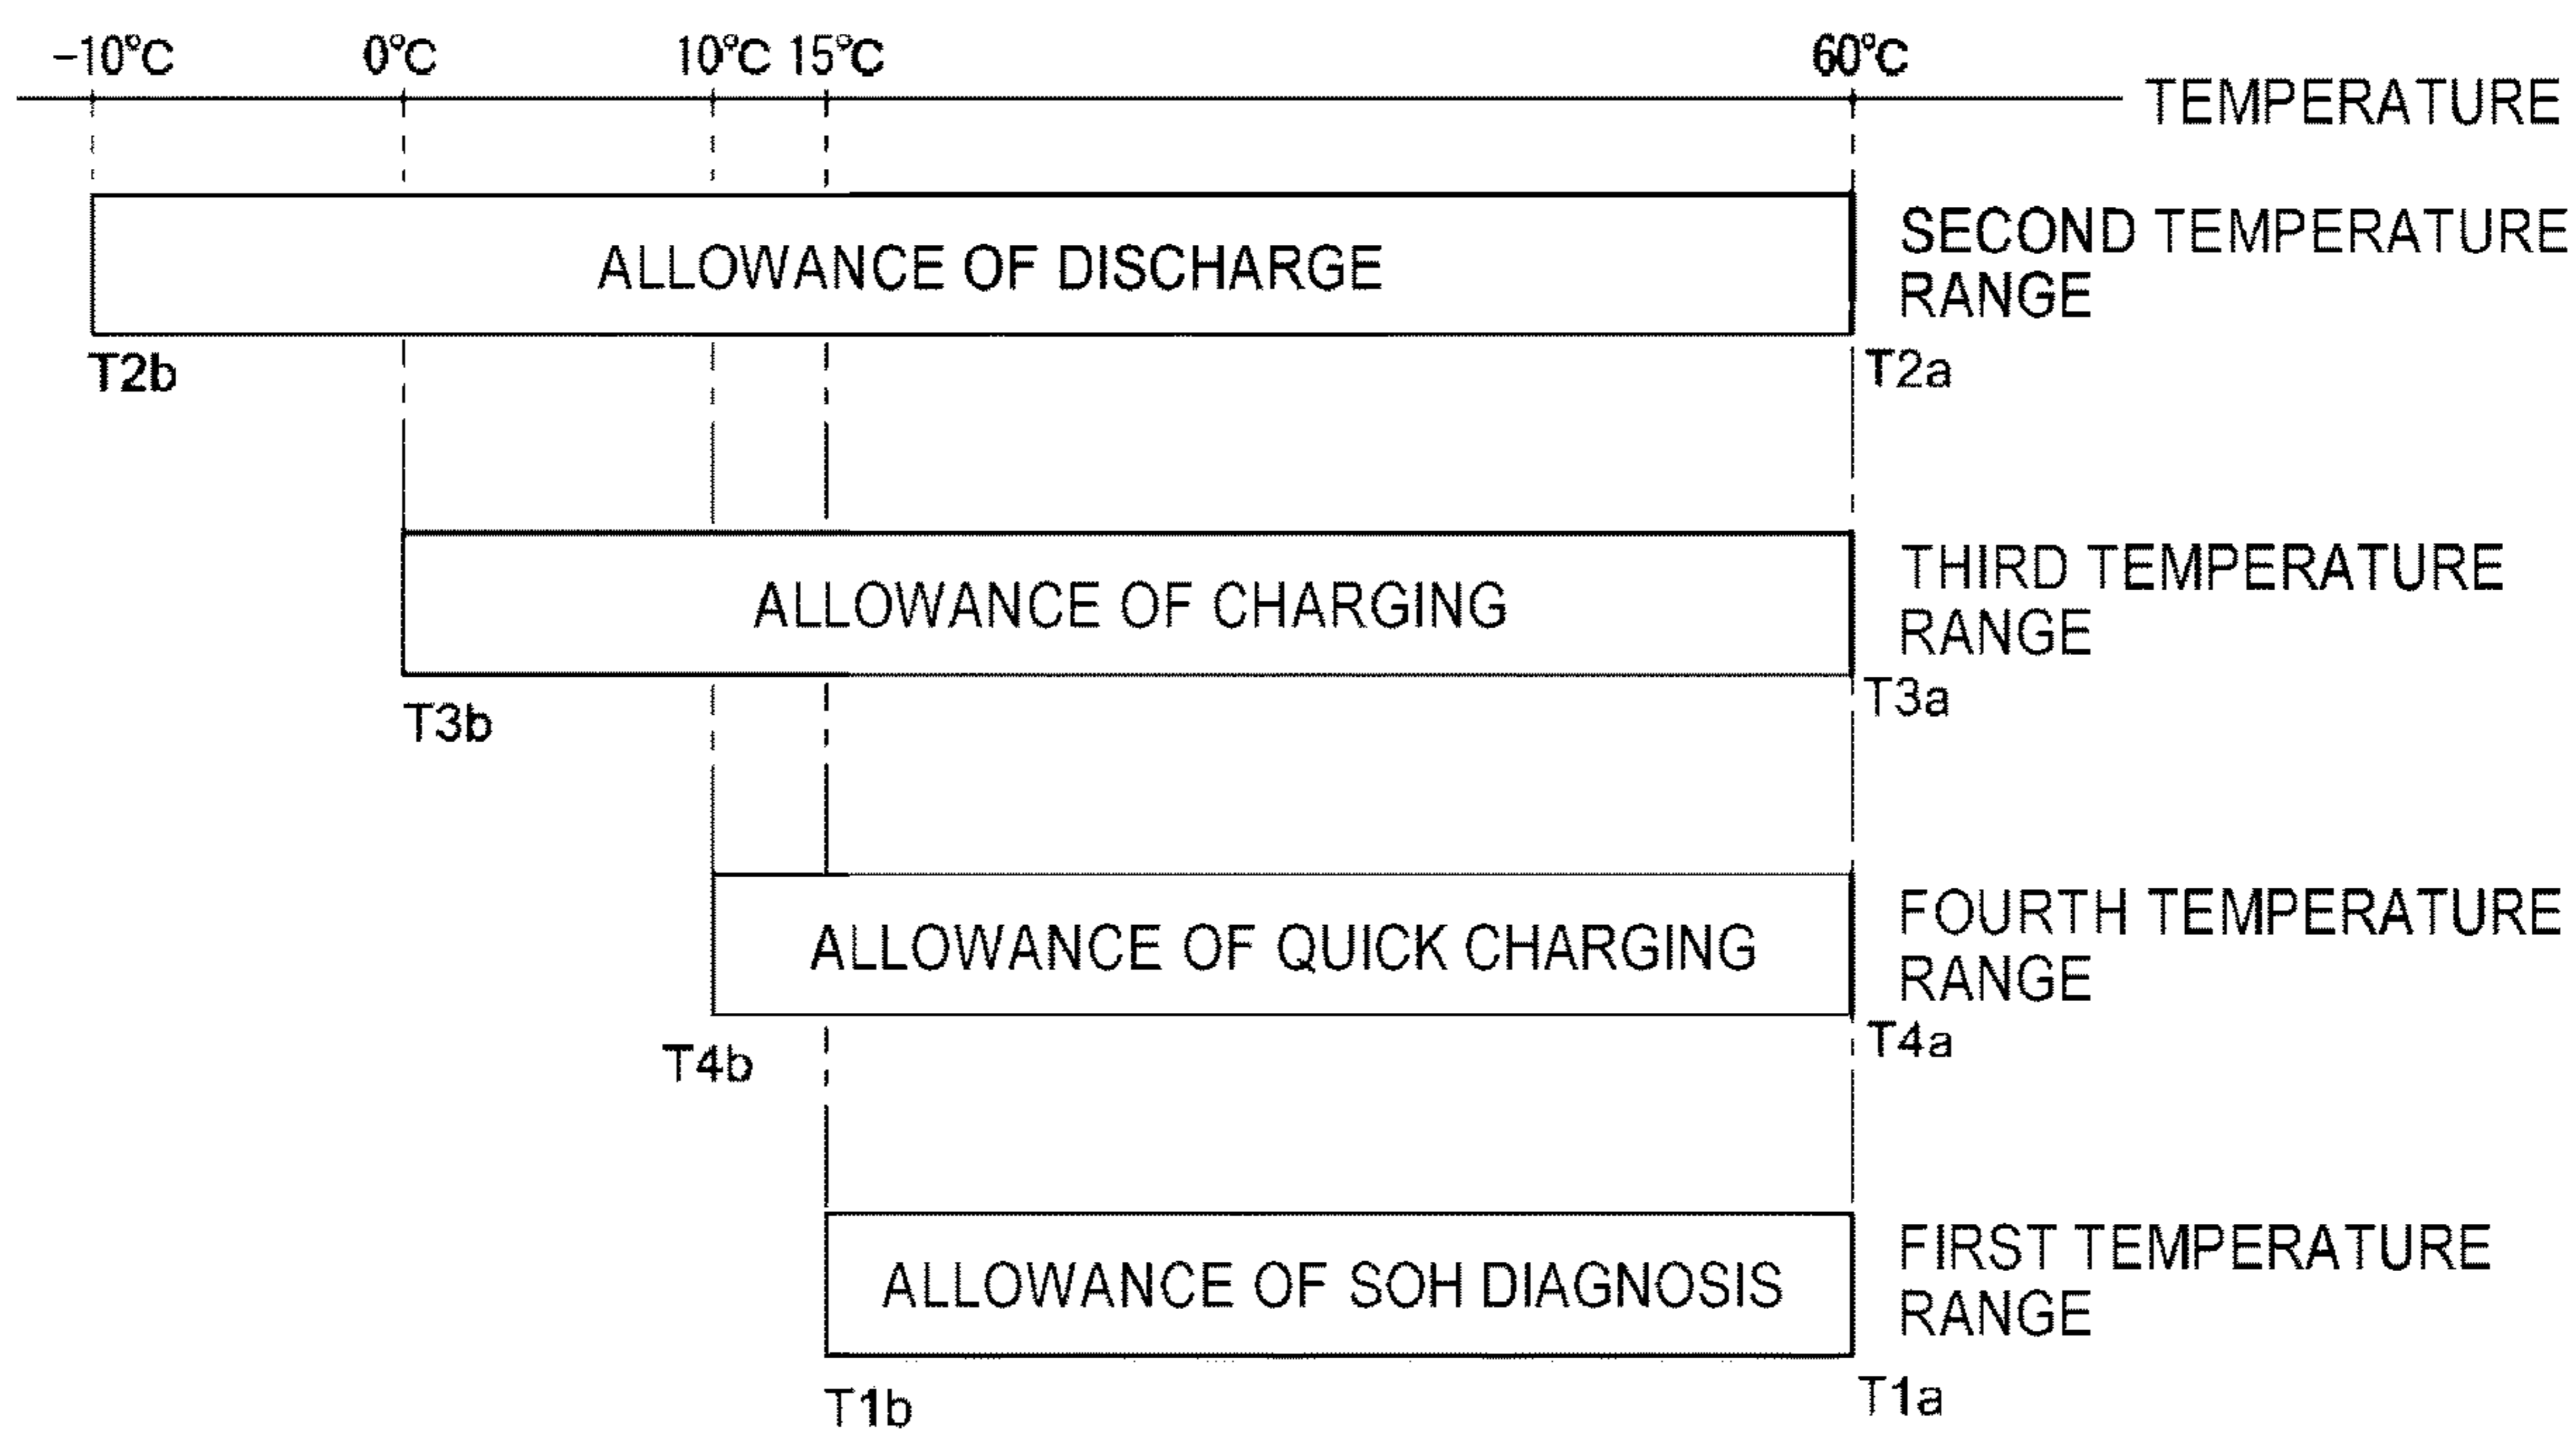 −10°C 0°C 10°C 15°C 60°C
TEMPERATURE
ALLOWANCE OF DISCHARGE
SECOND TEMPERATURE
RANGE
T2b
T2a
ALLOWANCE OF CHARGING
THIRD TEMPERATURE
RANGE
T3b
T3a
ALLOWANCE OF QUICK CHARGING
FOURTH TEMPERATURE
RANGE
T4b
T4a
ALLOWANCE OF SOH DIAGNOSIS
FIRST TEMPERATURE
RANGE
T1b
T1a